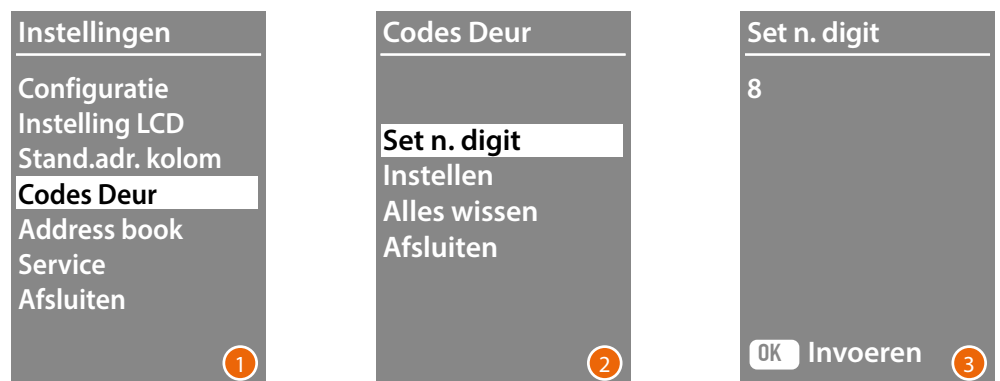 Instellingen
Configuratie
Instelling LCD
Stand.adr. kolom
Codes Deur
Address book
Service
Afsluiten
1
Codes Deur
Set n. digit
Instellen
Alles wissen
Afsluiten
2
Set n. digit
8
OK Invoeren
3